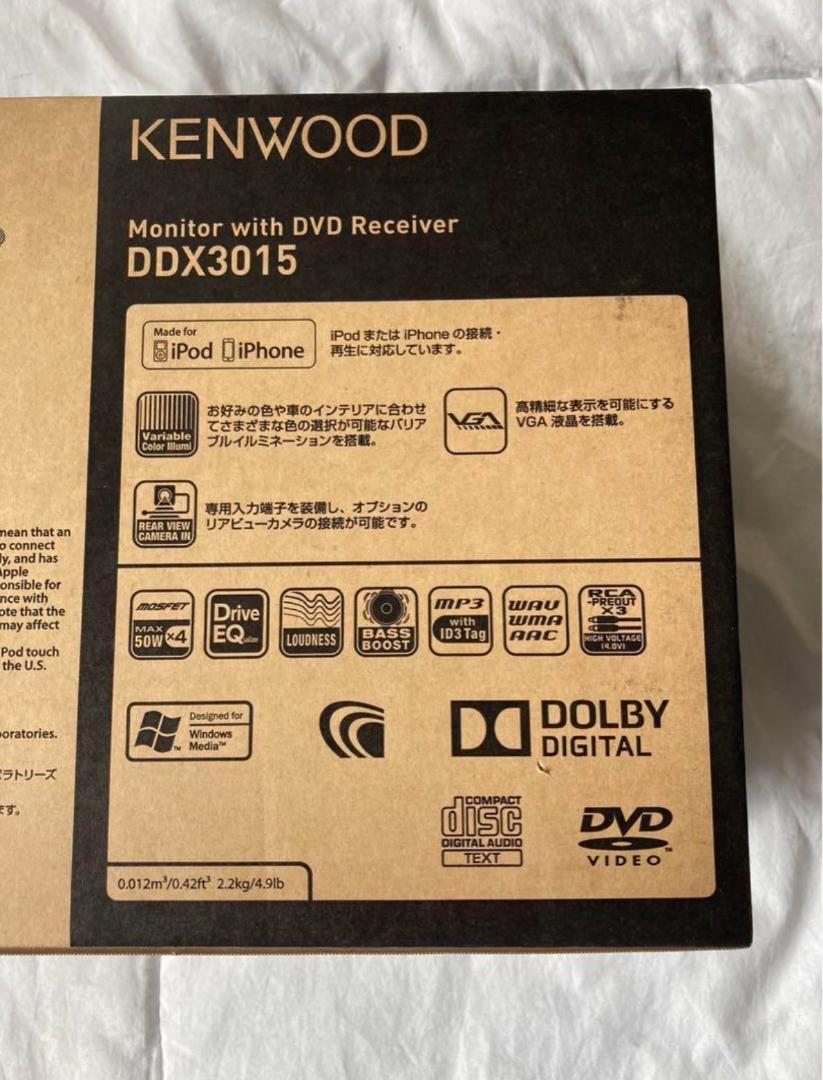 KENWOOD
Monitor with DVD Receiver
DDX3015
Made for
iPod iPhone
iPod または iPhone の接続・
再生に対応しています。
Variable
Color Illumi
お好みの色や車のインテリアに合わせ
てさまざまな色の選択が可能なバリア
ブルイルミネーションを搭載。
VGA
高精細な表示を可能にする
VGA 液晶を搭載。
REAR VIEW
CAMERA IN
専用入力端子を装備し、オプションの
リアビューカメラの接続が可能です。
mean that an
o connect
ly, and has
Apple
onsible for
nce with
ote that the
may affect
Pod touch
the U.S.
oratories.
ラトリーズ
ます。
MOSFET
MAX
50W x4
Drive
EQualizer
LOUDNESS
BASS
BOOST
MP3
with
ID3 Tag
WAV
WMA
AAC
RCA
-PREOUT
X3
HIGH VOLTAGE
(4.0V)
Designed for
Windows
Media™
DOLBY
DIGITAL
COMPACT
disc
DIGITAL AUDIO
TEXT
DVD
VIDEO™
0.012m³/0.42ft³ 2.2kg/4.9lb